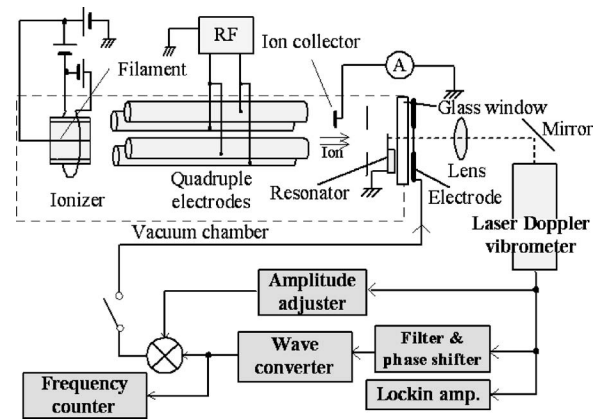 RF
Ion collector
A
Filament
Glass window
Mirror
Ion
Lens
Ionizer
Quadruple
electrodes
Resonator
Electrode
Vacuum chamber
Laser Doppler
vibrometer
Amplitude
adjuster
Wave
converter
Filter &
phase shifter
Frequency
counter
Lockin amp.